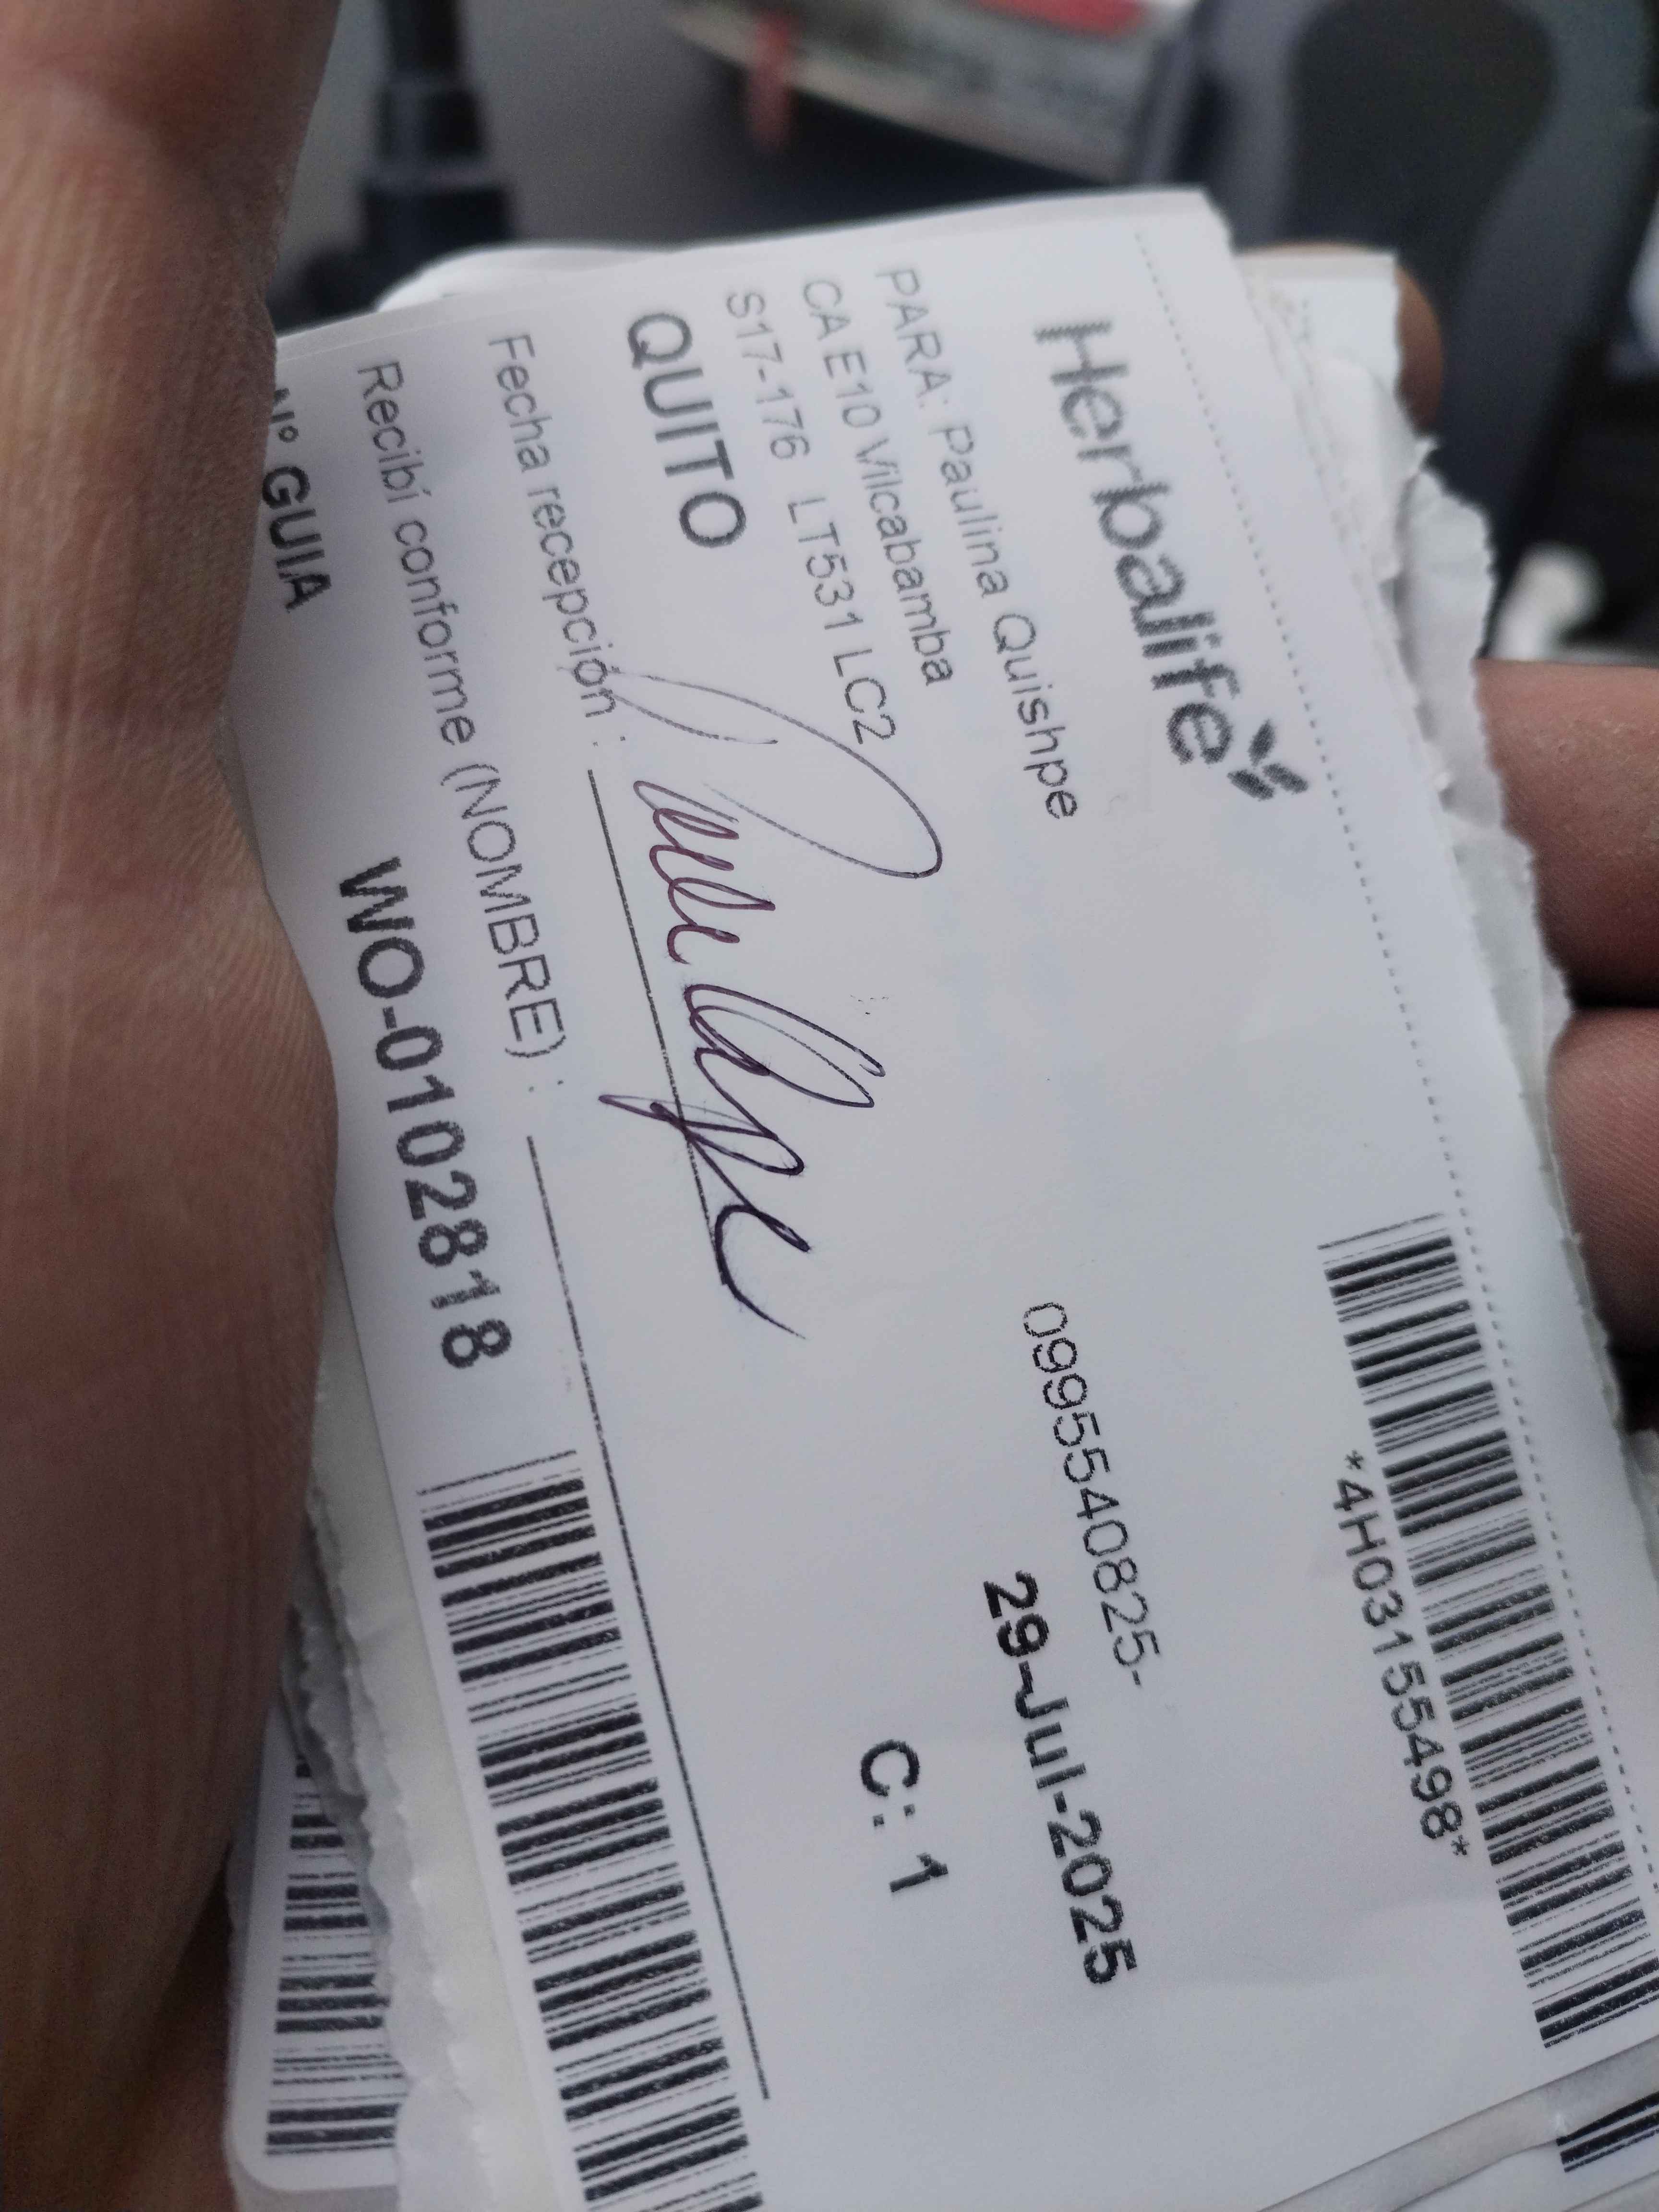 Herbalife
*4H03155498*
PARA: Paulina Quishpe
0995540825-
CA E10 Vilcabamba
29-Jul-2025
S17-176 LT531 LC2
QUITO
C: 1
Fecha recepción :
Recibí conforme (NOMBRE) :
N° GUIA
WO-0102818